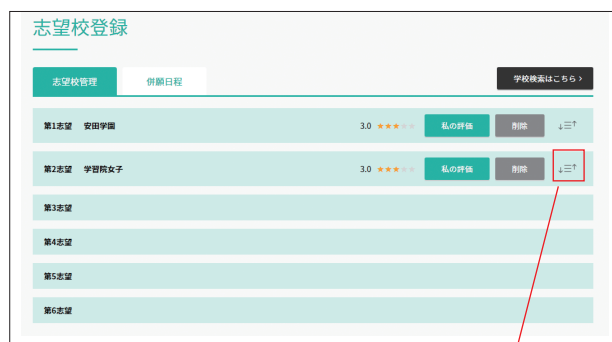 志望校登録
志望校管理 併願日程 学校検索はこちら ›
第1志望 安田学園 3.0 ★★★★★ 私の評価 削除 ↓☰↑
第2志望 学習院女子 3.0 ★★★★★ 私の評価 削除 ↓☰↑
第3志望
第4志望
第5志望
第6志望